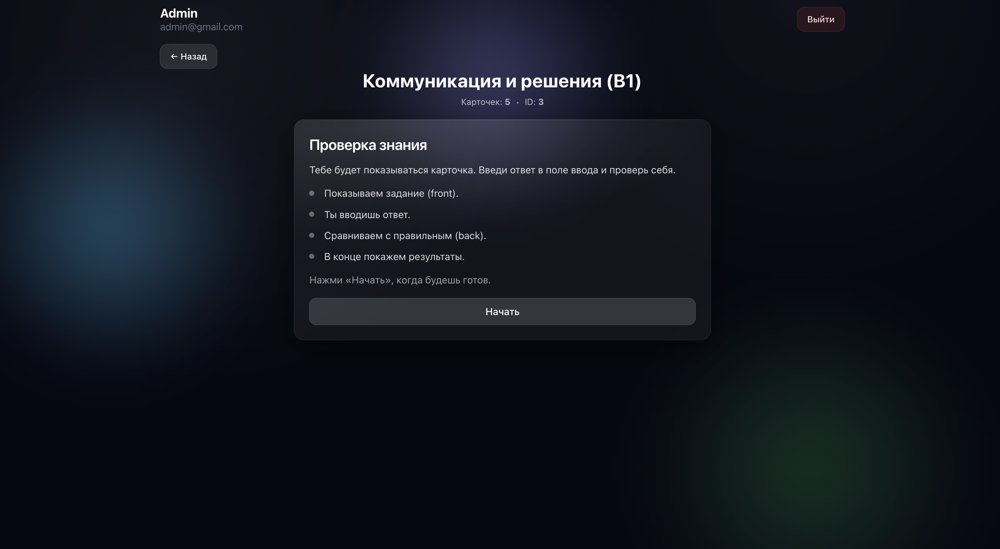 Admin
admin@gmail.com
Выйти
← Назад
Коммуникация и решения (B1)
Карточек: 5 • ID: 3
Проверка знания
Тебе будет показываться карточка. Введи ответ в поле ввода и проверь себя.
Показываем задание (front).
Ты вводишь ответ.
Сравниваем с правильным (back).
В конце покажем результаты.
Нажми «Начать», когда будешь готов.
Начать